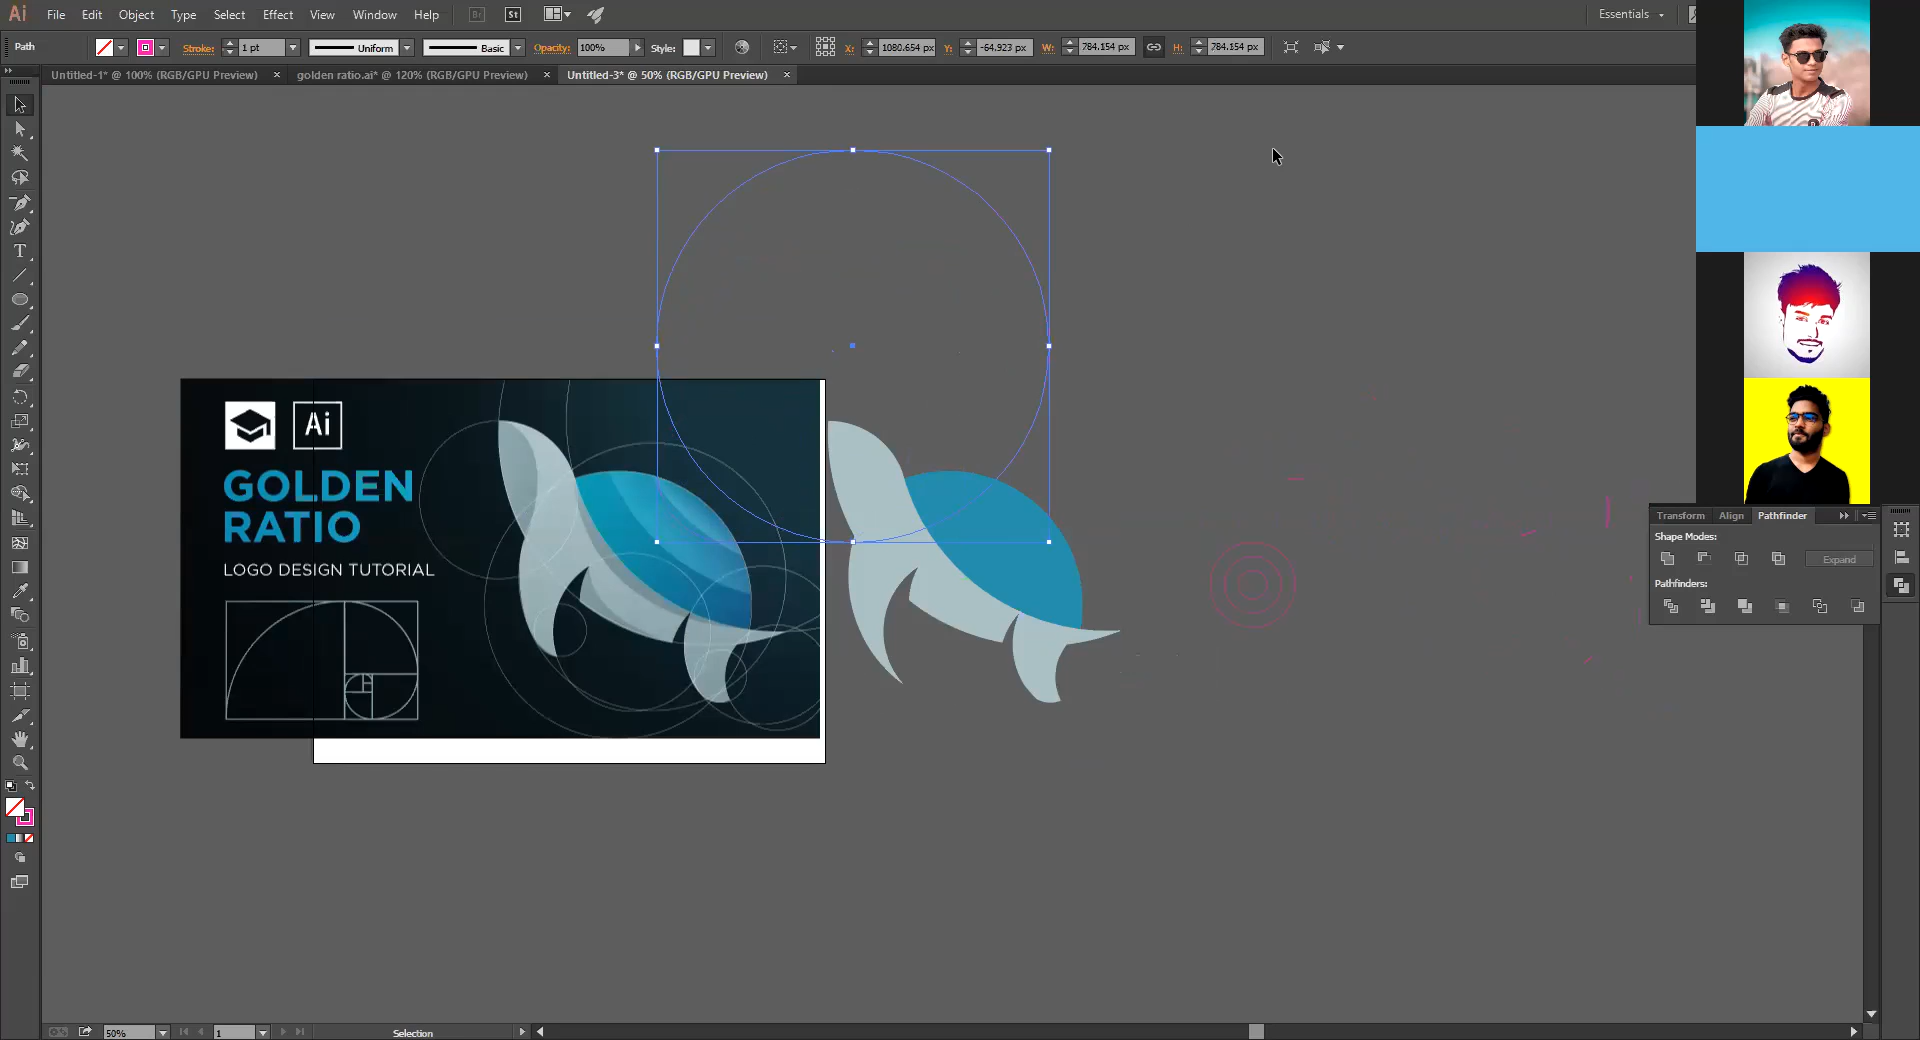 Ai File Edit Object Type Select Effect View Window Help Br St Essentials
Path Stroke: 1 pt Uniform Basic Opacity: 100% Style: X: 1080.654 px Y: -64.923 px W: 784.154 px H: 784.154 px
Untitled-1* @ 100% (RGB/GPU Preview) × golden ratio.ai* @ 120% (RGB/GPU Preview) × Untitled-3* @ 50% (RGB/GPU Preview) ×
Ai
GOLDEN
RATIO
LOGO DESIGN TUTORIAL
Transform Align Pathfinder
Shape Modes:
Expand
Pathfinders:
50% 1 Selection